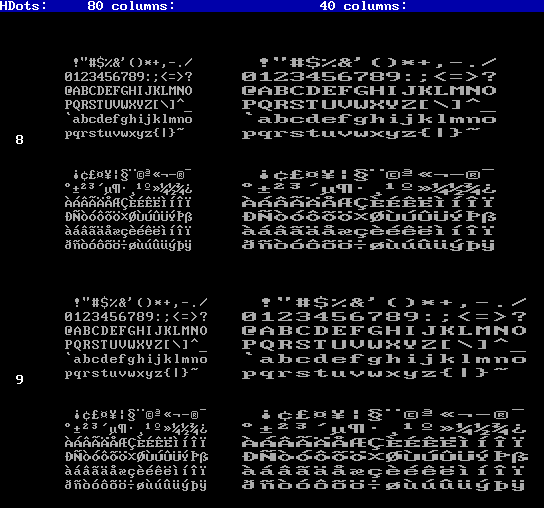 HDots: 80 columns: 40 columns:
!"#$%&'()*+,-./ !"#$%&'()*+,-./
0123456789:;<=>? 0123456789:;<=>?
@ABCDEFGHIJKLMNO @ABCDEFGHIJKLMNO
PQRSTUVWXYZ[\]^_ PQRSTUVWXYZ[\]^_
`abcdefghijklmno `abcdefghijklmno
8 pqrstuvwxyz{|}~ pqrstuvwxyz{|}~
¡¢£¤¥¦§¨©ª«¬-®¯ ¡¢£¤¥¦§¨©ª«¬-®¯
°±²³´µ¶·¸¹º»¼½¾¿ °±²³´µ¶·¸¹º»¼½¾¿
ÀÁÂÃÄÅÆÇÈÉÊËÌÍÎÏ ÀÁÂÃÄÅÆÇÈÉÊËÌÍÎÏ
ÐÑÒÓÔÕÖ×ØÙÚÛÜÝÞß ÐÑÒÓÔÕÖ×ØÙÚÛÜÝÞß
àáâãäåæçèéêëìíîï àáâãäåæçèéêëìíîï
ðñòóôõö÷øùúûüýþÿ ðñòóôõö÷øùúûüýþÿ
!"#$%&'()*+,-./ !"#$%&'()*+,-./
0123456789:;<=>? 0123456789:;<=>?
@ABCDEFGHIJKLMNO @ABCDEFGHIJKLMNO
PQRSTUVWXYZ[\]^_ PQRSTUVWXYZ[\]^_
`abcdefghijklmno `abcdefghijklmno
9 pqrstuvwxyz{|}~ pqrstuvwxyz{|}~
¡¢£¤¥¦§¨©ª«¬-®¯ ¡¢£¤¥¦§¨©ª«¬-®¯
°±²³´µ¶·¸¹º»¼½¾¿ °±²³´µ¶·¸¹º»¼½¾¿
ÀÁÂÃÄÅÆÇÈÉÊËÌÍÎÏ ÀÁÂÃÄÅÆÇÈÉÊËÌÍÎÏ
ÐÑÒÓÔÕÖ×ØÙÚÛÜÝÞß ÐÑÒÓÔÕÖ×ØÙÚÛÜÝÞß
àáâãäåæçèéêëìíîï àáâãäåæçèéêëìíîï
ðñòóôõö÷øùúûüýþÿ ðñòóôõö÷øùúûüýþÿ